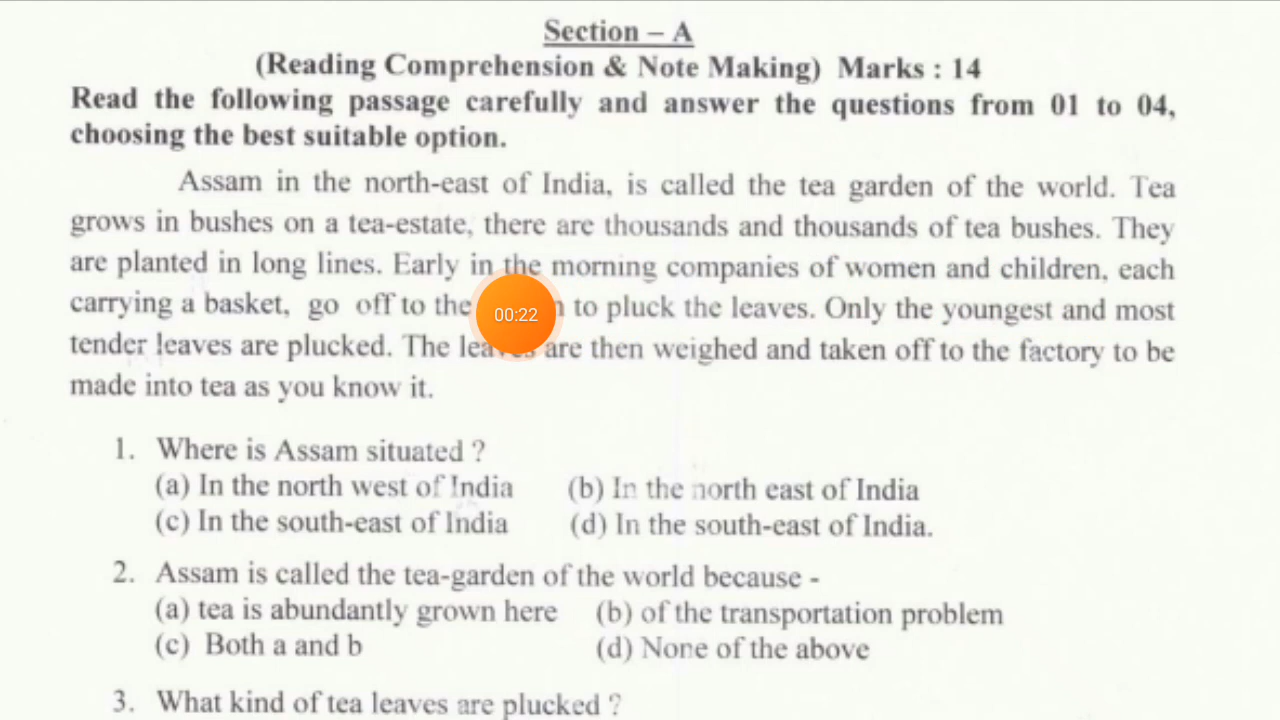 Section – A
(Reading Comprehension & Note Making) Marks : 14
Read the following passage carefully and answer the questions from 01 to 04,
choosing the best suitable option.
Assam in the north-east of India, is called the tea garden of the world. Tea
grows in bushes on a tea-estate, there are thousands and thousands of tea bushes. They
are planted in long lines. Early in the morning companies of women and children, each
carrying a basket, go off to the to pluck the leaves. Only the youngest and most
00:22
tender leaves are plucked. The leaves are then weighed and taken off to the factory to be
made into tea as you know it.
1. Where is Assam situated ?
(a) In the north west of India (b) In the north east of India
(c) In the south-east of India (d) In the south-east of India.
2. Assam is called the tea-garden of the world because -
(a) tea is abundantly grown here (b) of the transportation problem
(c) Both a and b (d) None of the above
3. What kind of tea leaves are plucked ?